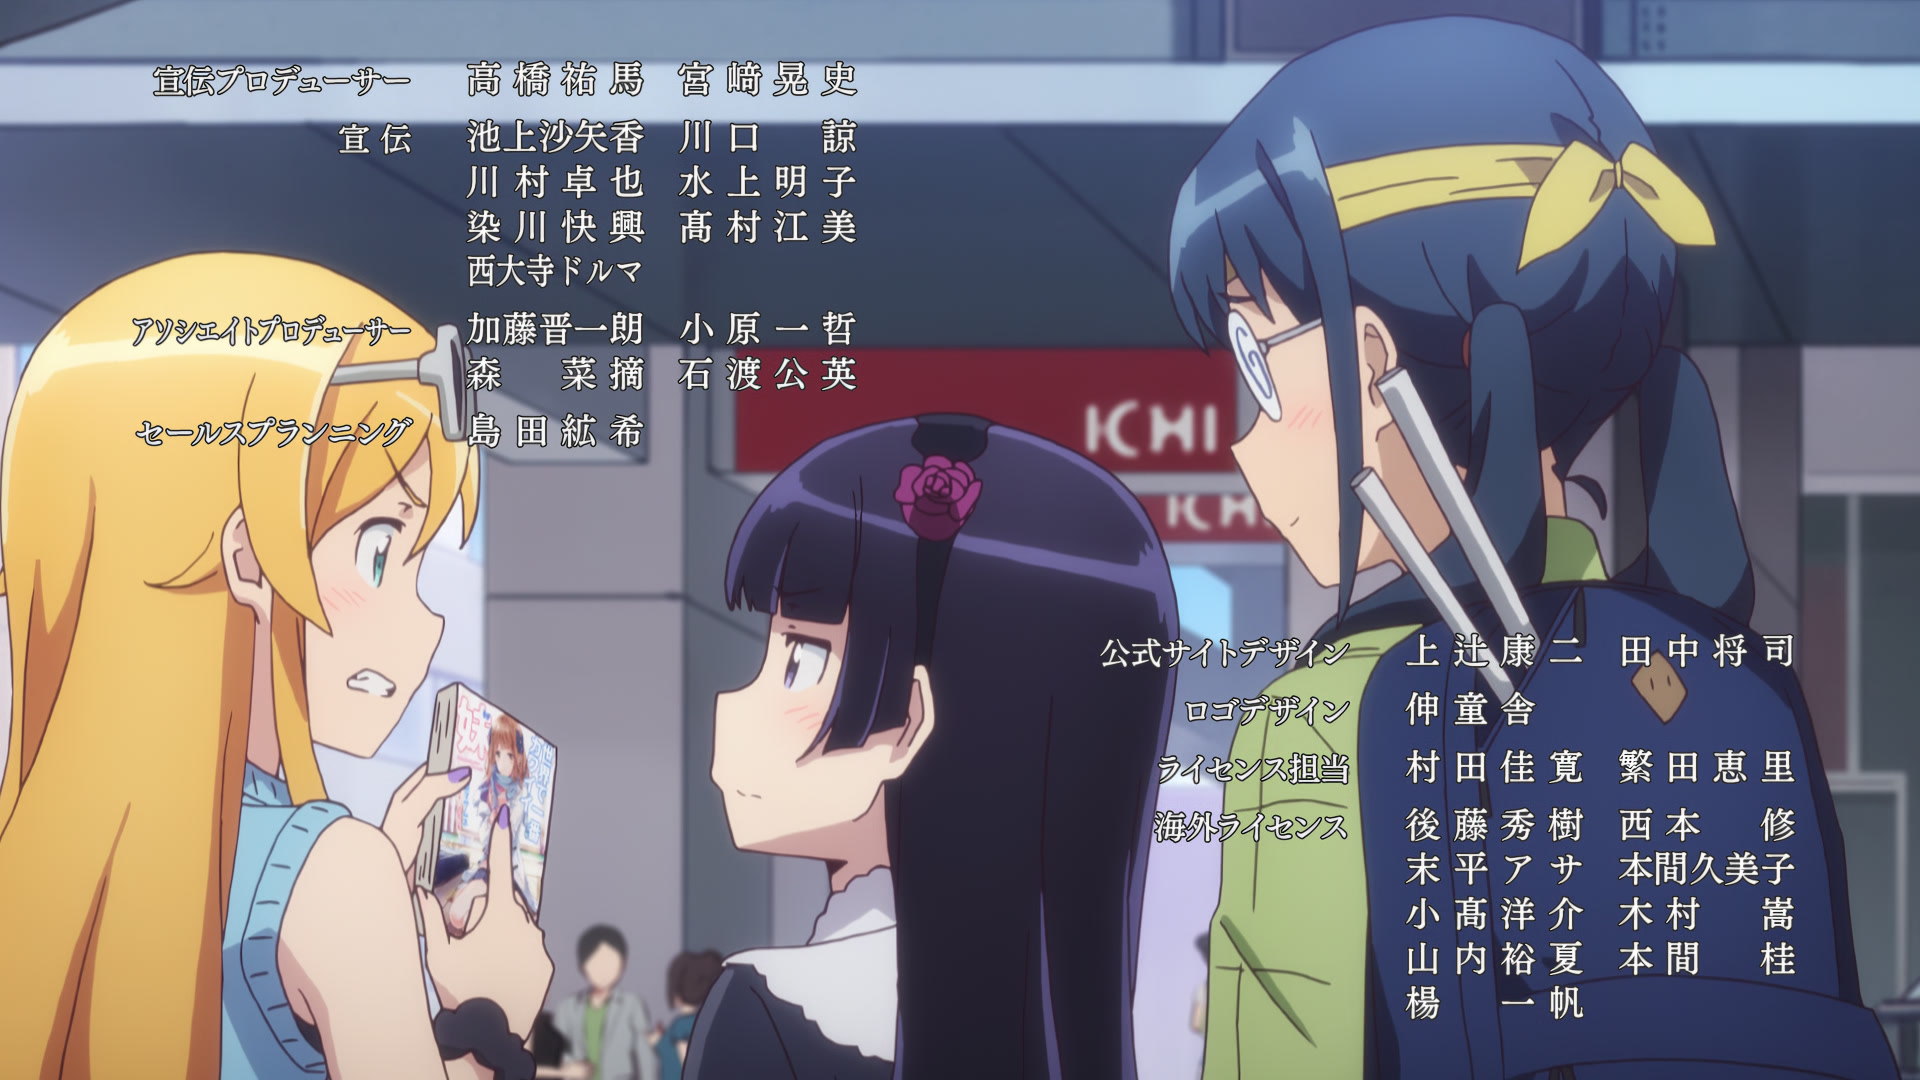 宣伝プロデューサー 高橋祐馬 宮﨑晃史
宣伝 池上沙矢香 川口諒
川村卓也 水上明子
染川快興 髙村江美
西大寺ドルマ
アソシエイトプロデューサー 加藤晋一朗 小原一哲
森菜摘 石渡公英
セールスプランニング 島田紘希
ICHI
ICHI
妹
公式サイトデザイン 上辻康二 田中将司
ロゴデザイン 伸童舎
ライセンス担当 村田佳寛 繁田恵里
海外ライセンス 後藤秀樹 西本修
末平アサ 本間久美子
小髙洋介 木村嵩
山内裕夏 本間桂
楊一帆